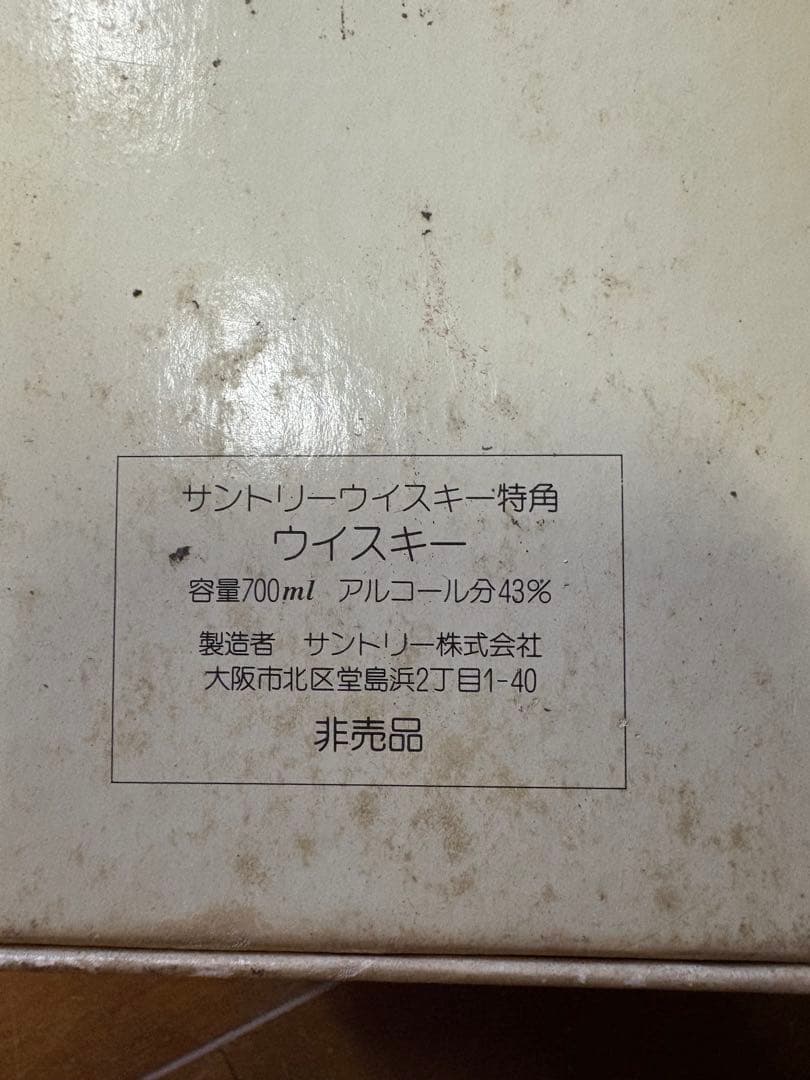 サントリーウイスキー特角
ウイスキー
容量700ml アルコール分43%
製造者 サントリー株式会社
大阪市北区堂島浜2丁目1-40
非売品